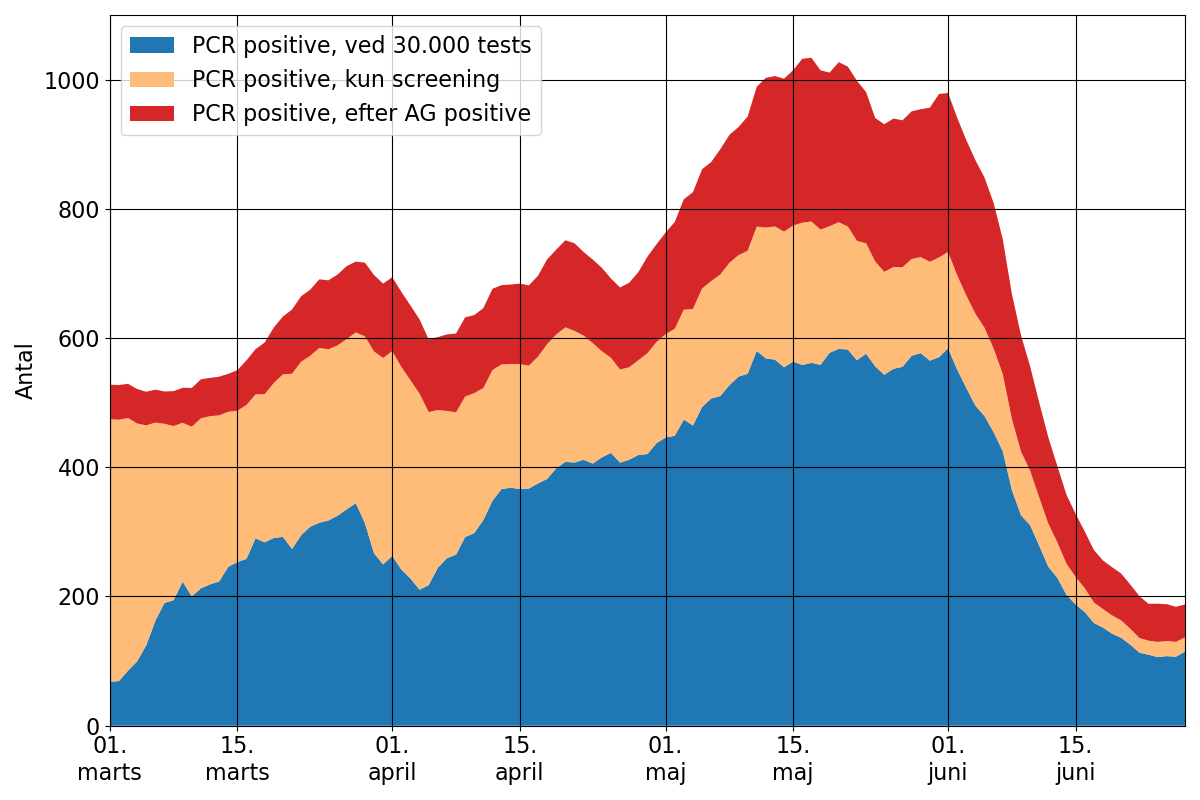 PCR positive, ved 30.000 tests
PCR positive, kun screening
PCR positive, efter AG positive
Antal
1000
800
600
400
200
0
01. marts
15. marts
01. april
15. april
01. maj
15. maj
01. juni
15. juni